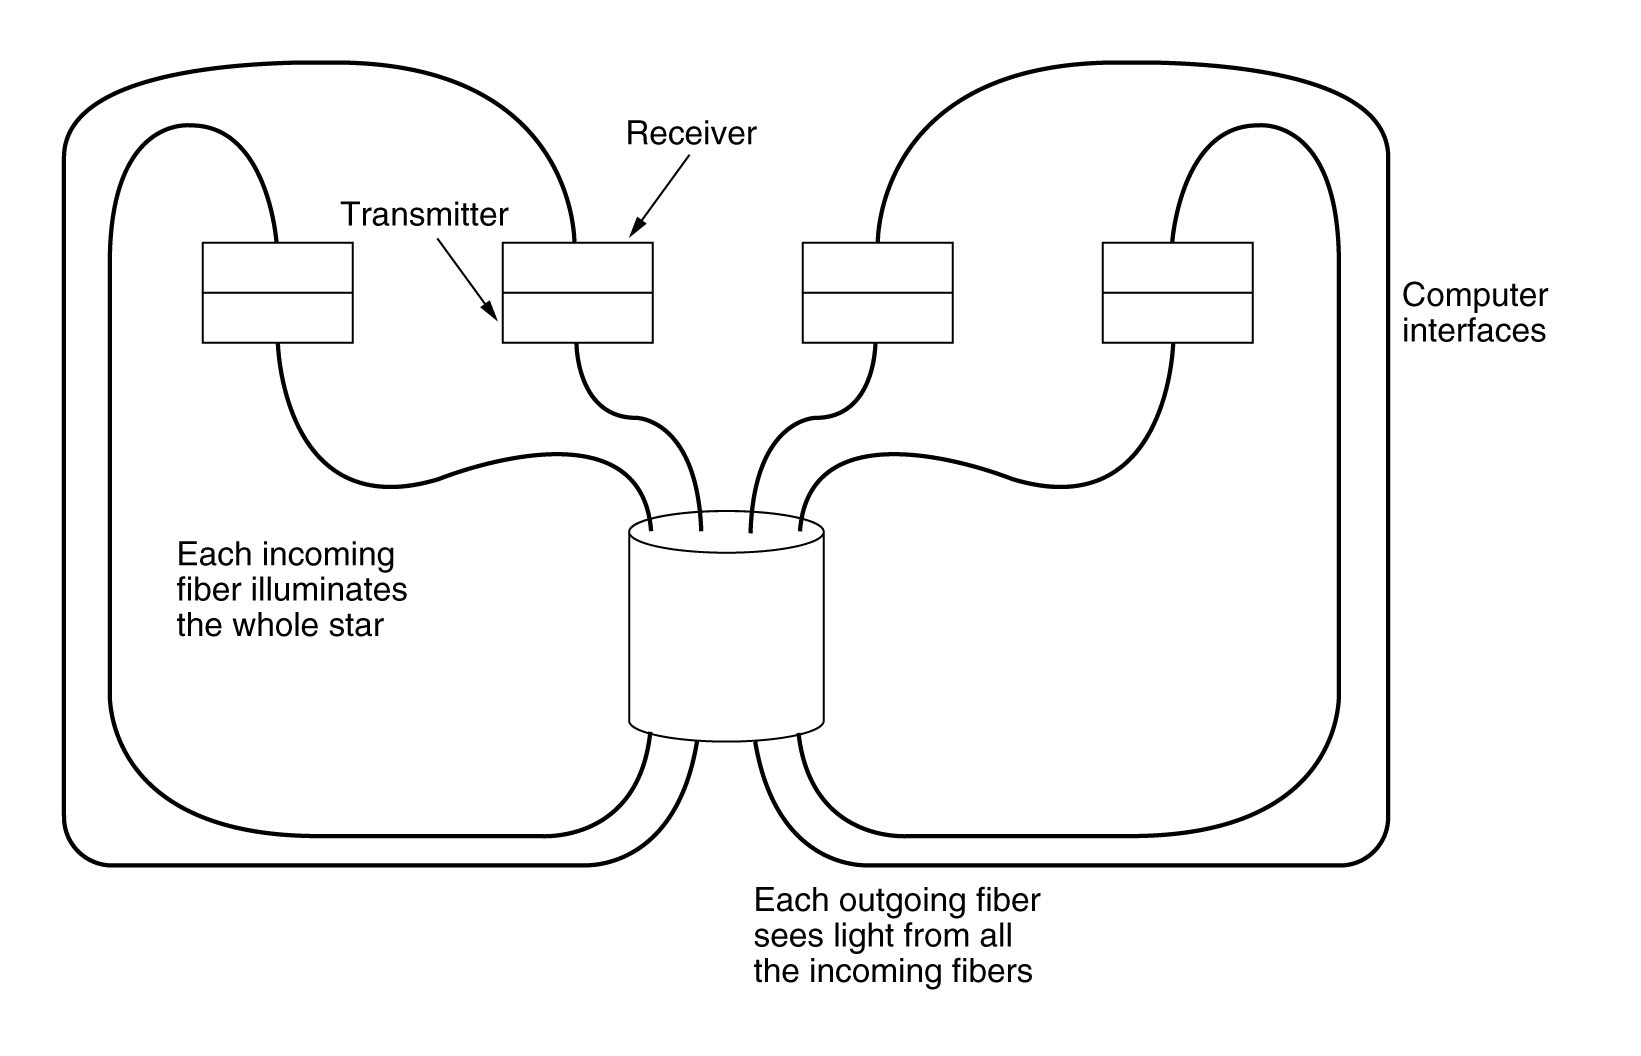 Receiver
Transmitter
Computer
interfaces
Each incoming
fiber illuminates
the whole star
Each outgoing fiber
sees light from all
the incoming fibers